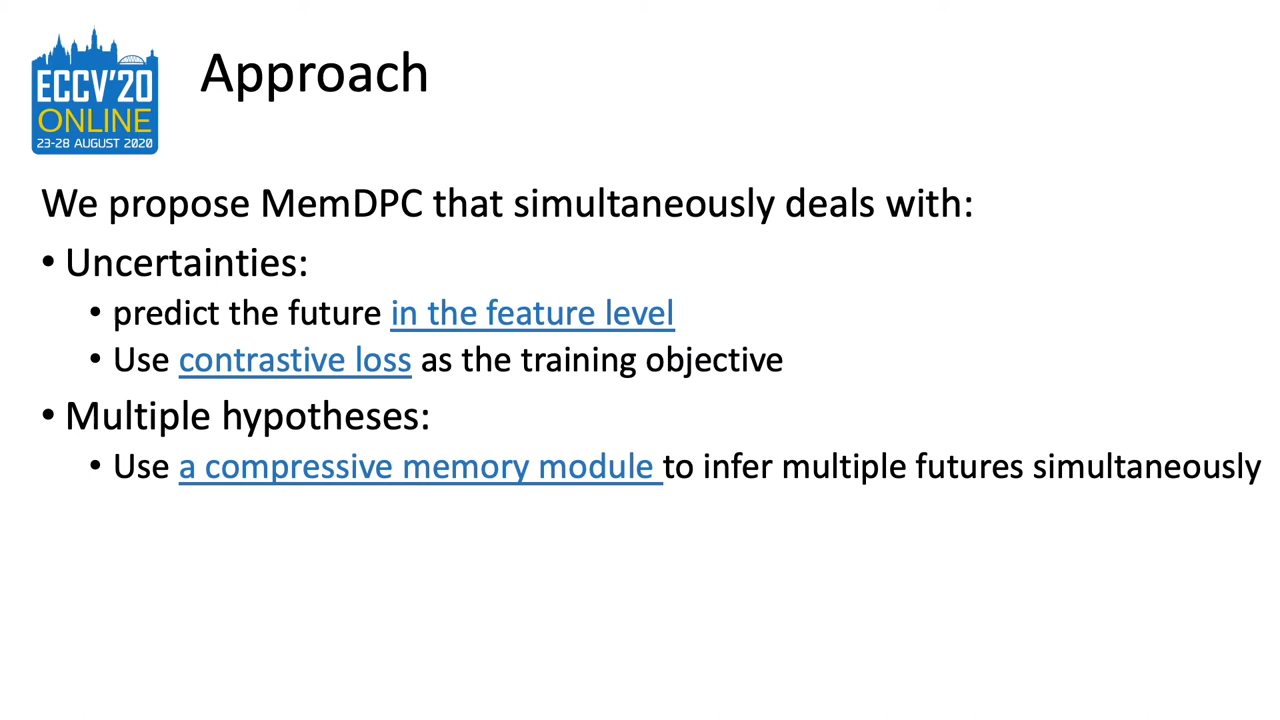 ECCV'20
ONLINE
23-28 AUGUST 2020
Approach
We propose MemDPC that simultaneously deals with:
• Uncertainties:
• predict the future in the feature level
• Use contrastive loss as the training objective
• Multiple hypotheses:
• Use a compressive memory module to infer multiple futures simultaneously